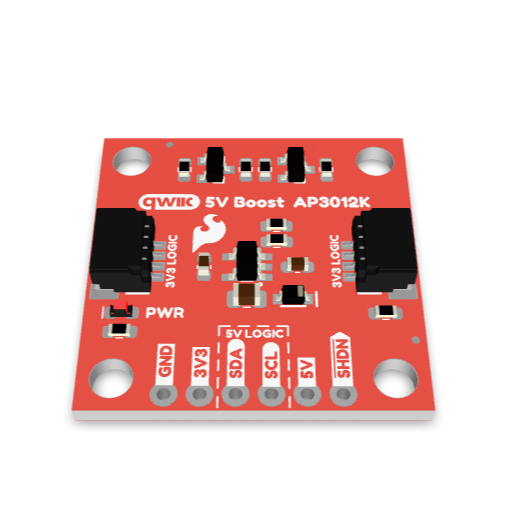 qwiic 5V Boost AP3012K
3V3 LOGIC
3V3 LOGIC
PWR
5V LOGIC
GND
3V3
SDA
SCL
5V
SHDN